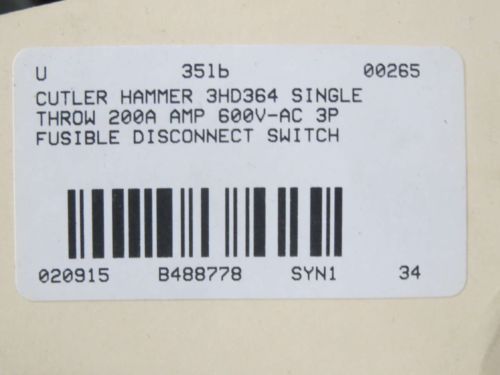 U 351b 00265
CUTLER HAMMER 3HD364 SINGLE
THROW 200A AMP 600V-AC 3P
FUSIBLE DISCONNECT SWITCH
020915 B488778 SYN1 34